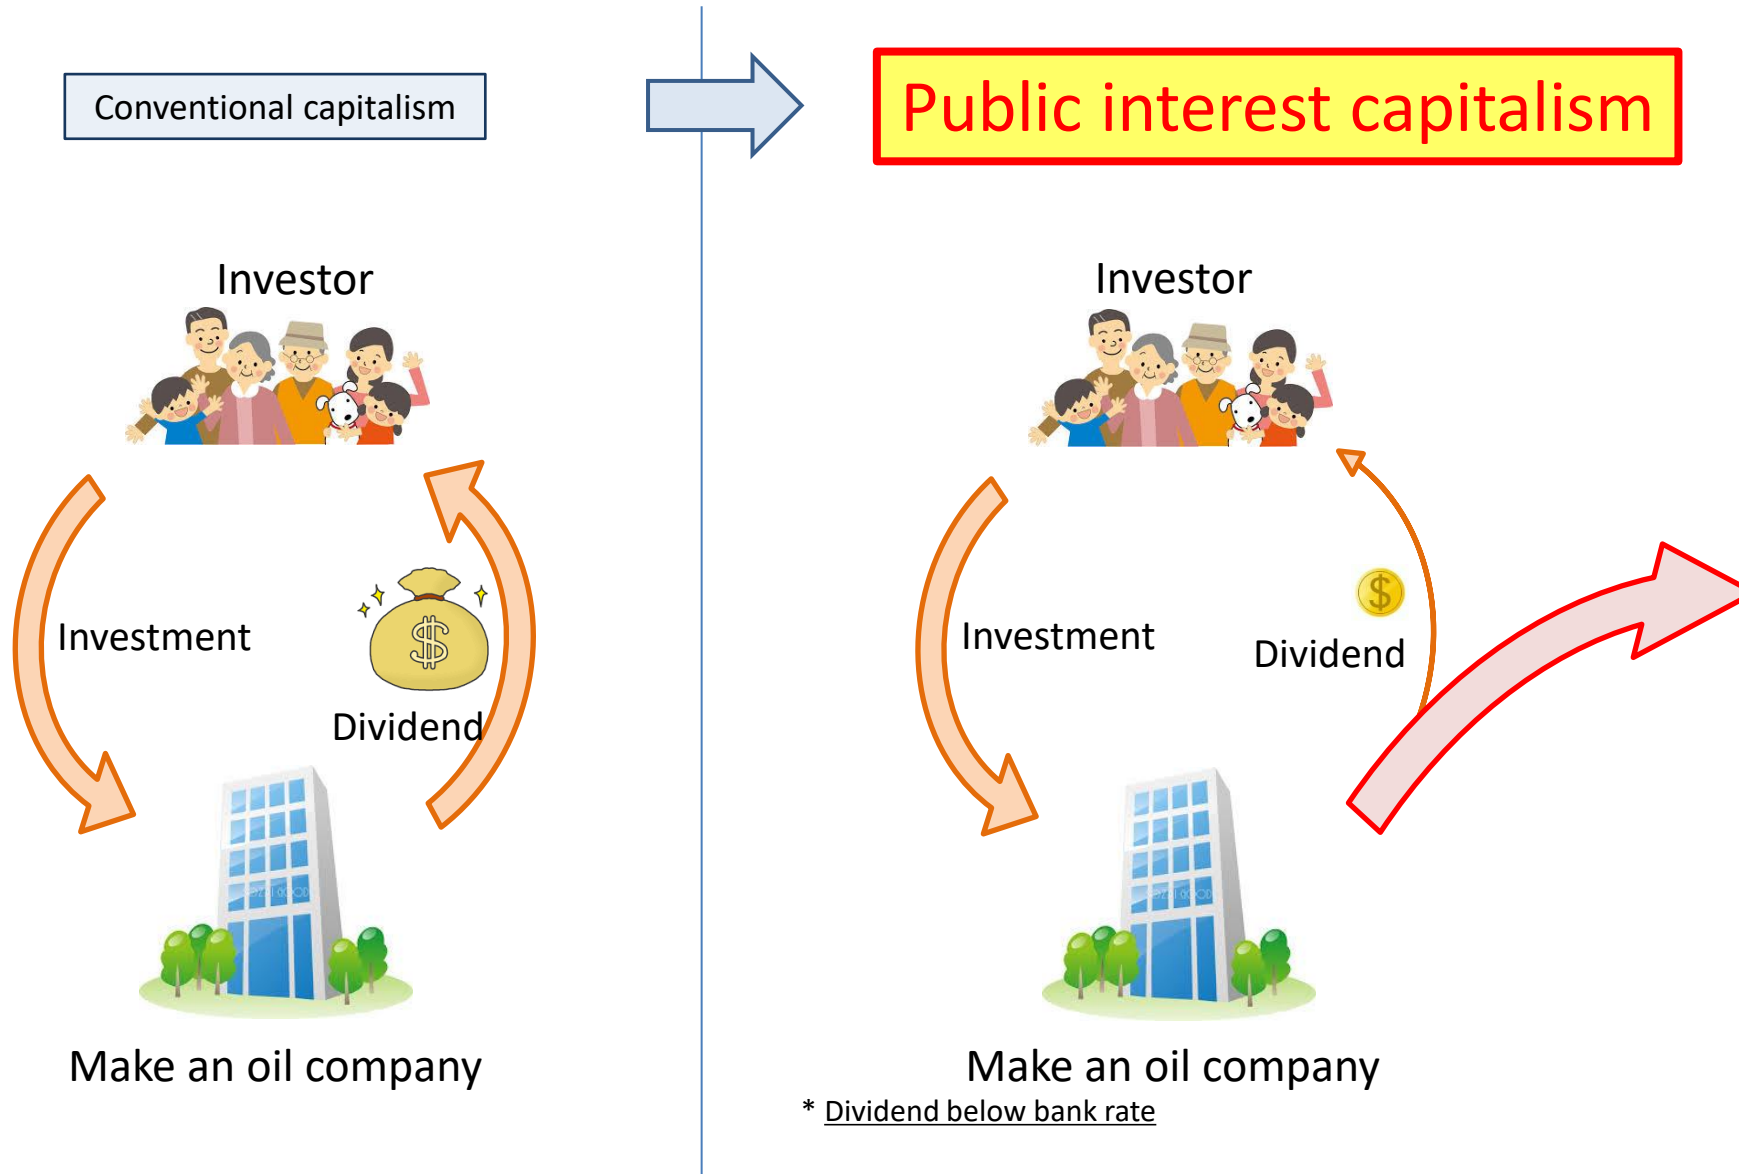 Conventional capitalism
Public interest capitalism
Investor
Investment
$
Dividend
Make an oil company
Investor
Investment
$
Dividend
Make an oil company
* Dividend below bank rate